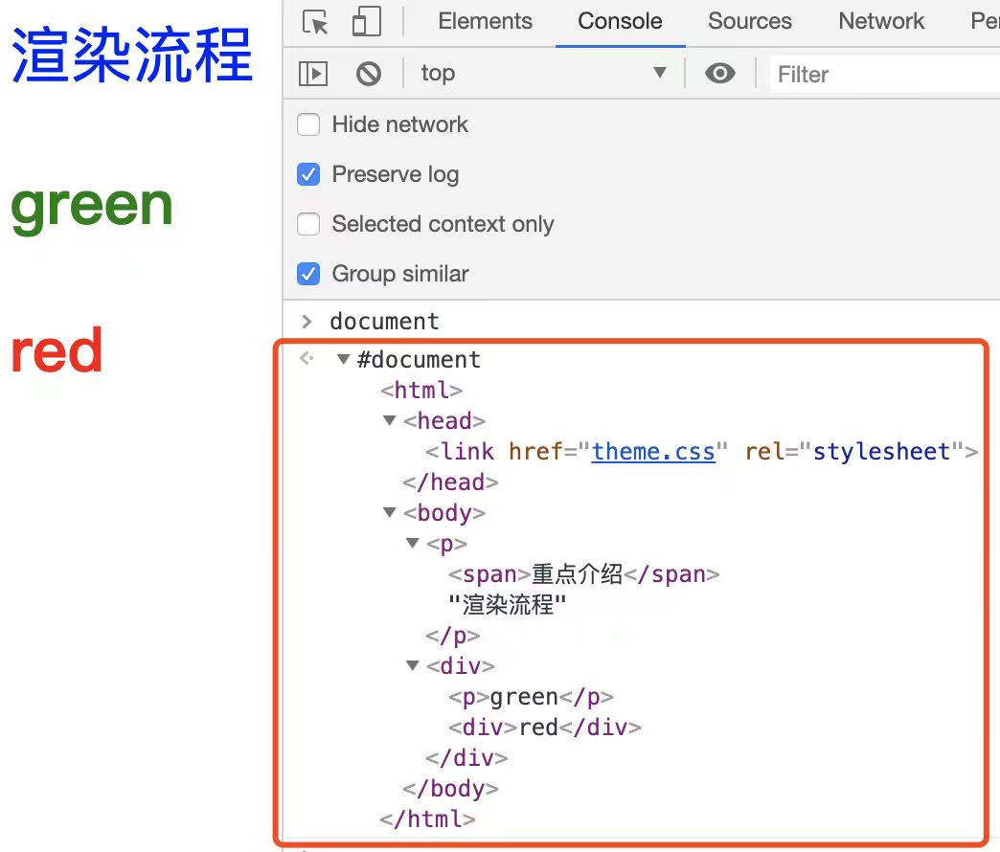 渲染流程
green
red
Elements Console Sources Network Pe
top Filter
Hide network
Preserve log
Selected context only
Group similar
document
#document
<html>
<head>
<link href="theme.css" rel="stylesheet">
</head>
<body>
<p>
<span>重点介绍</span>
"渲染流程"
</p>
<div>
<p>green</p>
<div>red</div>
</div>
</body>
</html>